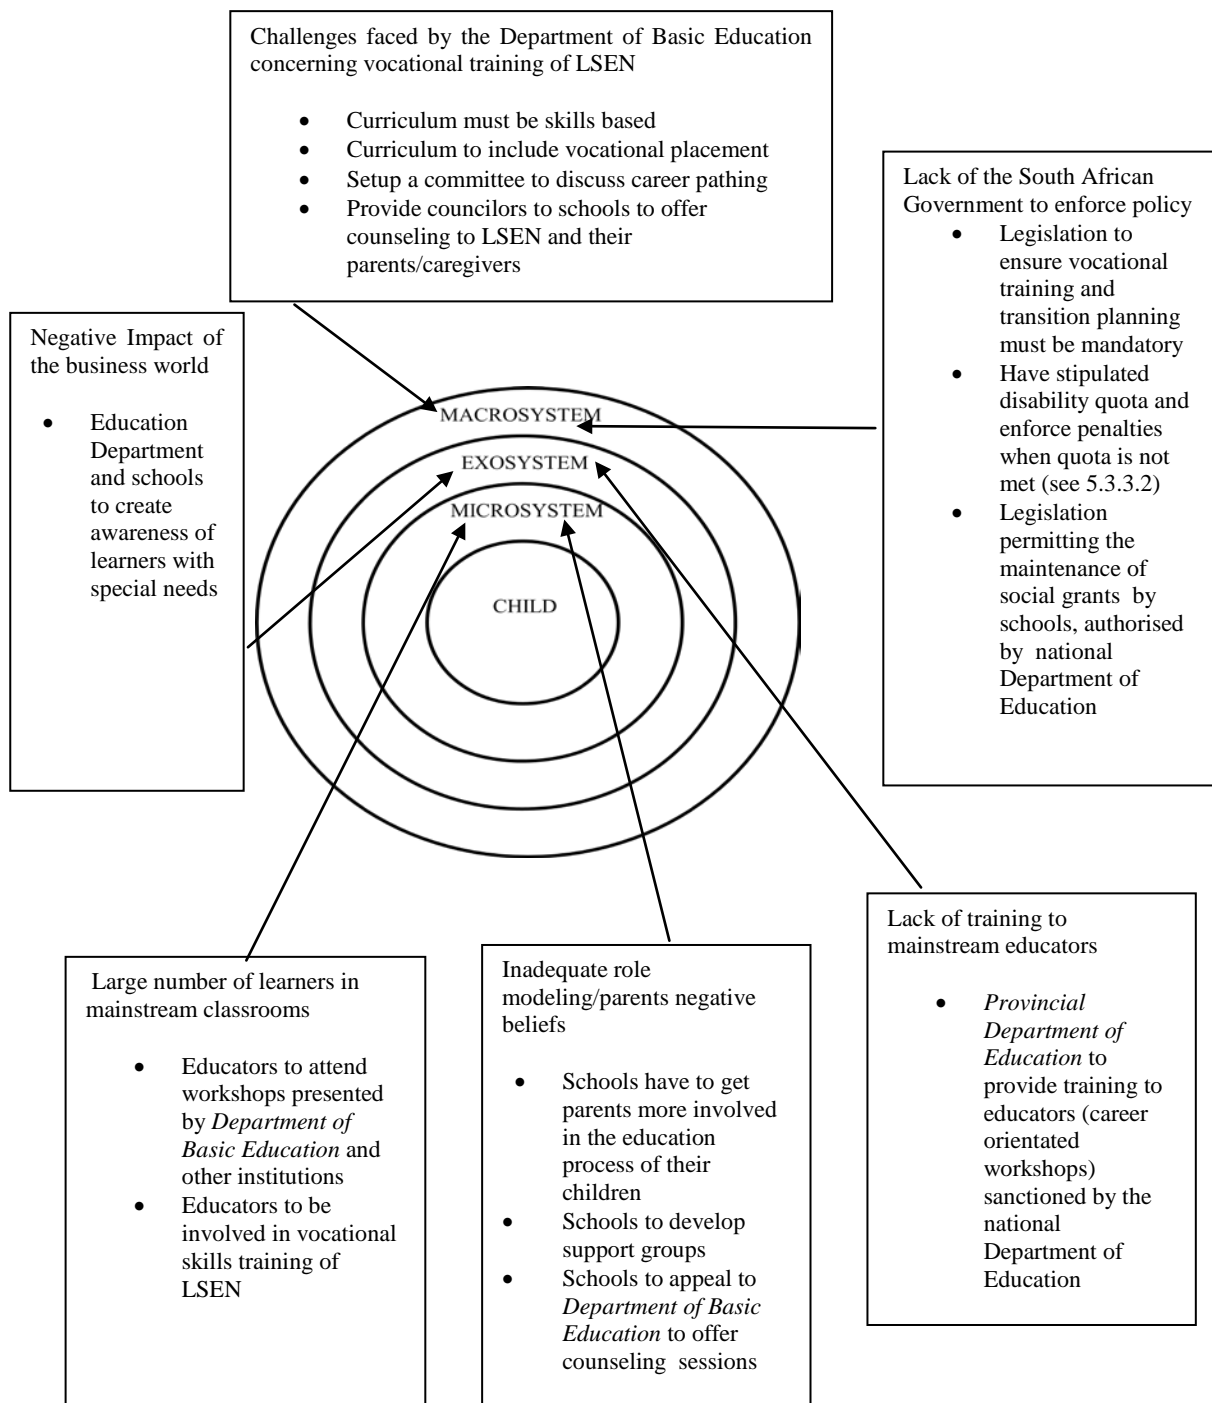 Challenges faced by the Department of Basic Education
concerning vocational training of LSEN
• Curriculum must be skills based
• Curriculum to include vocational placement
• Setup a committee to discuss career pathing
• Provide councilors to schools to offer
counseling to LSEN and their
parents/caregivers
Lack of the South African
Government to enforce policy
• Legislation to
ensure vocational
training and
transition planning
must be mandatory
• Have stipulated
disability quota and
enforce penalties
when quota is not
met (see 5.3.3.2)
• Legislation
permitting the
maintenance of
social grants by
schools, authorised
by national
Department of
Education
Negative Impact of
the business world
• Education
Department
and schools
to create
awareness of
learners with
special needs
MACROSYSTEM
EXOSYSTEM
MICROSYSTEM
CHILD
Large number of learners in
mainstream classrooms
• Educators to attend
workshops presented
by Department of
Basic Education and
other institutions
• Educators to be
involved in vocational
skills training of
LSEN
Inadequate role
modeling/parents negative
beliefs
• Schools have to get
parents more involved
in the education
process of their
children
• Schools to develop
support groups
• Schools to appeal to
Department of Basic
Education to offer
counseling sessions
Lack of training to
mainstream educators
• Provincial
Department of
Education to
provide training to
educators (career
orientated
workshops)
sanctioned by the
national
Department of
Education